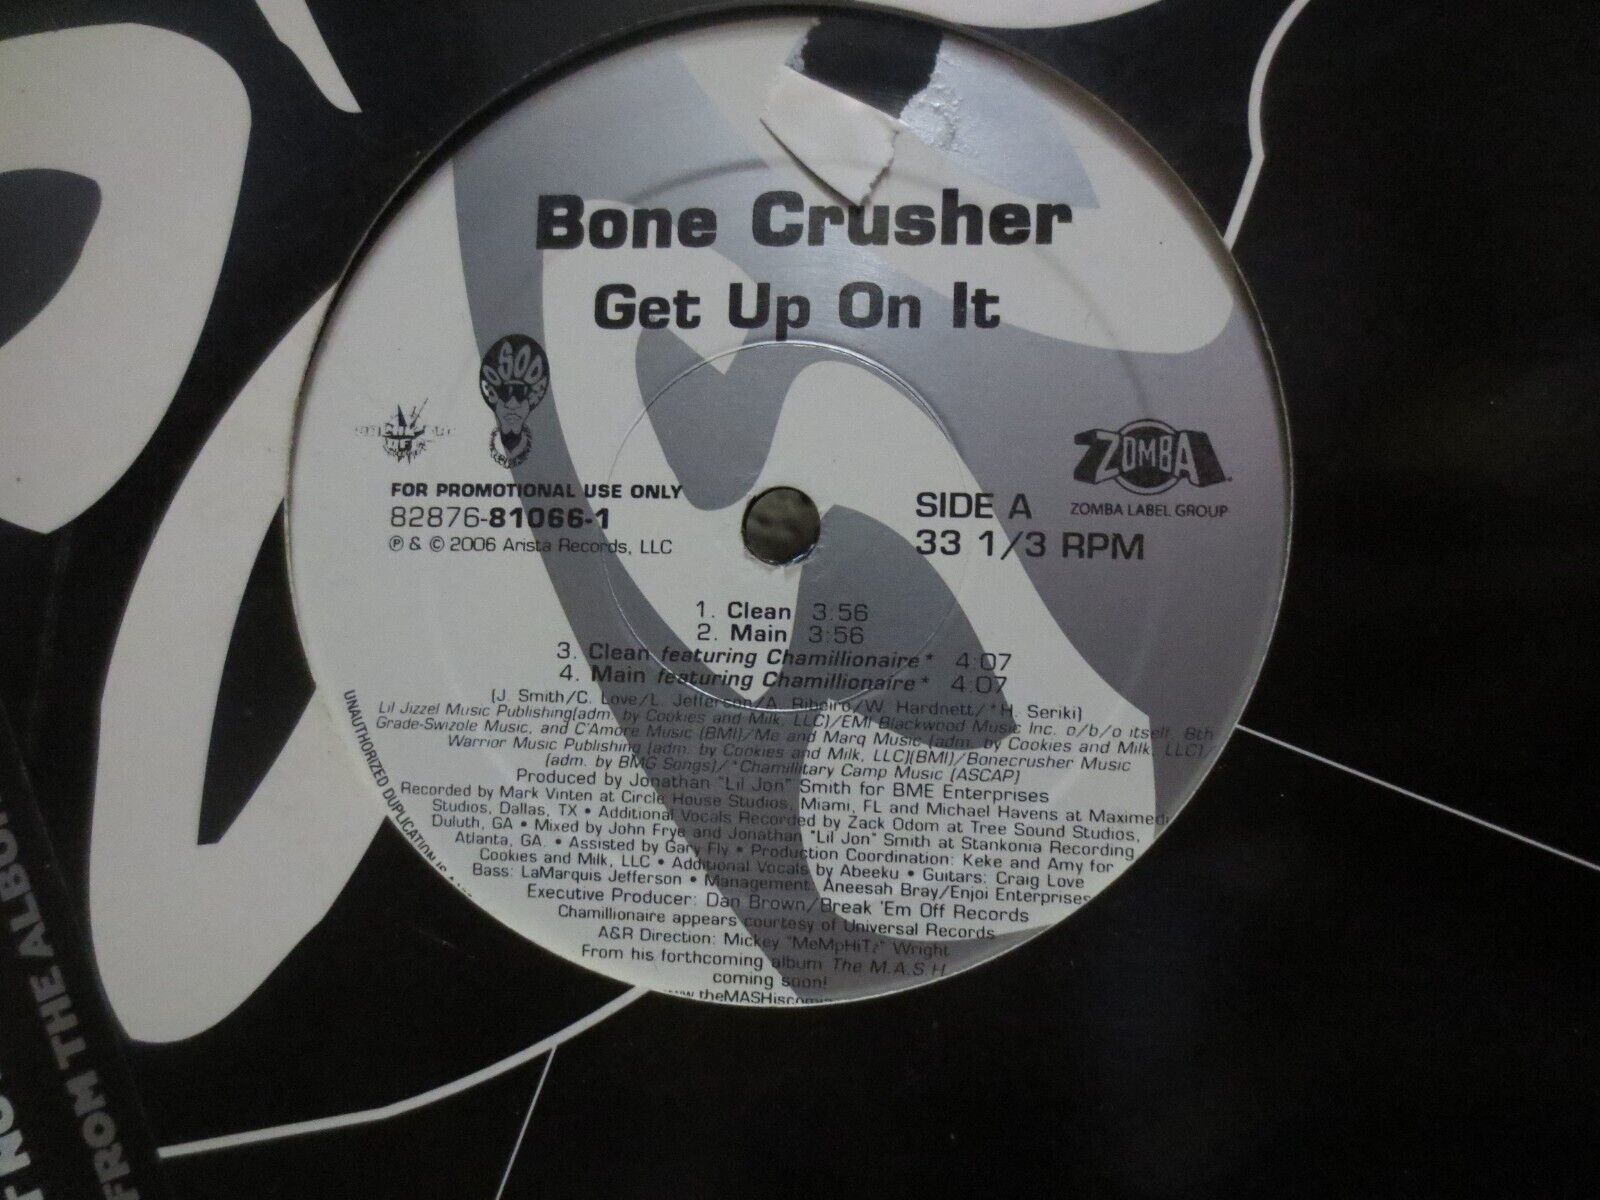 Bone Crusher
Get Up On It
SO SO DEF
ZOMBA
ZOMBA LABEL GROUP
FOR PROMOTIONAL USE ONLY
82876-81066-1
℗ & © 2006 Arista Records, LLC
SIDE A
33 1/3 RPM
1. Clean 3:56
2. Main 3:56
3. Clean featuring Chamillionaire* 4:07
4. Main featuring Chamillionaire* 4:07
(J. Smith/C. Love/L. Jefferson/A. Ribeiro/W. Hardnett/*H. Seriki)
Lil Jizzel Music Publishing(adm. by Cookies and Milk, LLC)/EMI Blackwood Music Inc. o/b/o itself, 6th
Grade-Swizole Music, and C'Amore Music (BMI)/Me and Marq Music (adm. by Cookies and Milk, LLC)/
Warrior Music Publishing (adm. by Cookies and Milk, LLC)(BMI)/Bonecrusher Music
(adm. by BMG Songs)/*Chamillitary Camp Music (ASCAP)
Produced by Jonathan "Lil Jon" Smith for BME Enterprises
Recorded by Mark Vinten at Circle House Studios, Miami, FL and Michael Havens at Maximedia
Studios, Dallas, TX • Additional Vocals Recorded by Zack Odom at Tree Sound Studios,
Duluth, GA • Mixed by John Frye and Jonathan "Lil Jon" Smith at Stankonia Recording,
Atlanta, GA. • Assisted by Gary Fly • Production Coordination: Keke and Amy for
Cookies and Milk, LLC • Additional Vocals by Abeeku • Guitars: Craig Love
Bass: LaMarquis Jefferson • Management: Aneesah Bray/Enjoi Enterprises
Executive Producer: Dan Brown/Break 'Em Off Records
Chamillionaire appears courtesy of Universal Records
A&R Direction: Mickey "MeMpHiTz" Wright
From his forthcoming album The M.A.S.H
coming soon!
UNAUTHORIZED DUPLICATION IS
FROM THE ALBUM